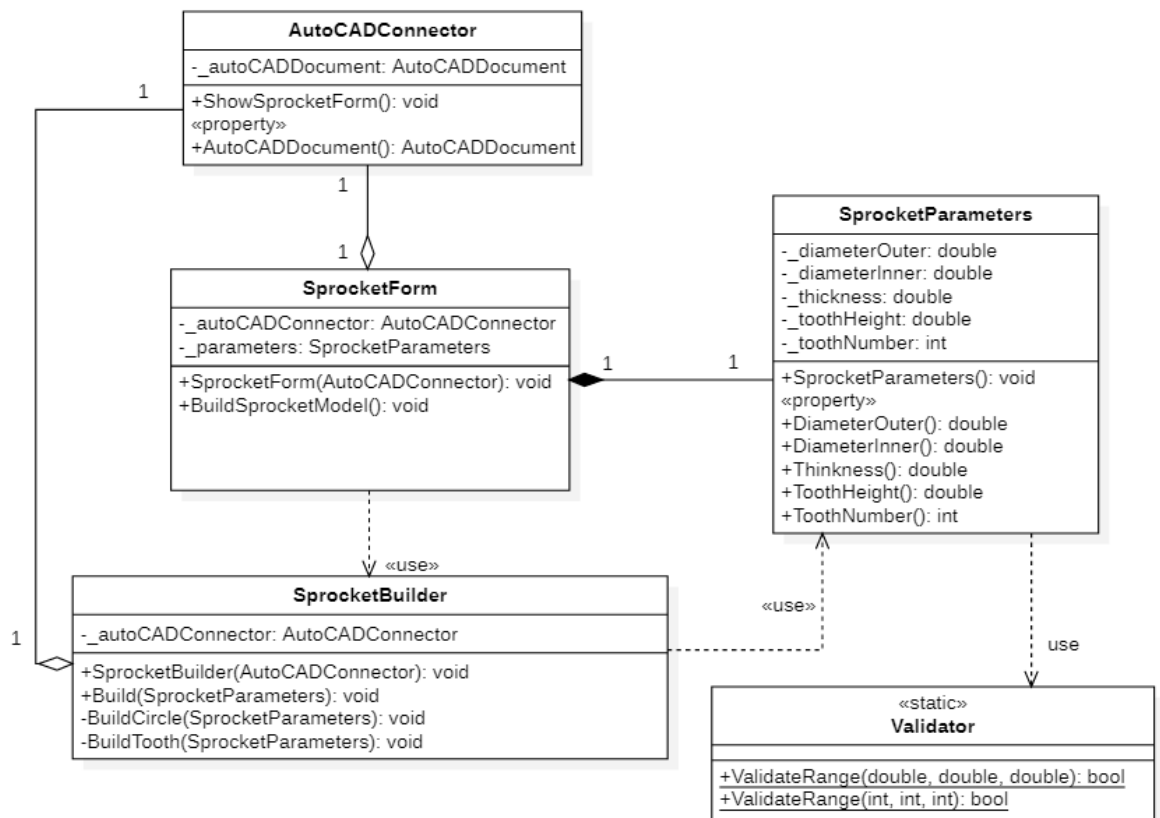 AutoCADConnector
-_autoCADDocument: AutoCADDocument
+ShowSprocketForm(): void
«property»
+AutoCADDocument(): AutoCADDocument
1
1
1
SprocketForm
-_autoCADConnector: AutoCADConnector
-_parameters: SprocketParameters
+SprocketForm(AutoCADConnector): void
+BuildSprocketModel(): void
1
1
SprocketParameters
-_diameterOuter: double
-_diameterInner: double
-_thickness: double
-_toothHeight: double
-_toothNumber: int
+SprocketParameters(): void
«property»
+DiameterOuter(): double
+DiameterInner(): double
+Thinkness(): double
+ToothHeight(): double
+ToothNumber(): int
«use»
SprocketBuilder
-_autoCADConnector: AutoCADConnector
+SprocketBuilder(AutoCADConnector): void
+Build(SprocketParameters): void
-BuildCircle(SprocketParameters): void
-BuildTooth(SprocketParameters): void
1
«use»
use
«static»
Validator
+ValidateRange(double, double, double): bool
+ValidateRange(int, int, int): bool